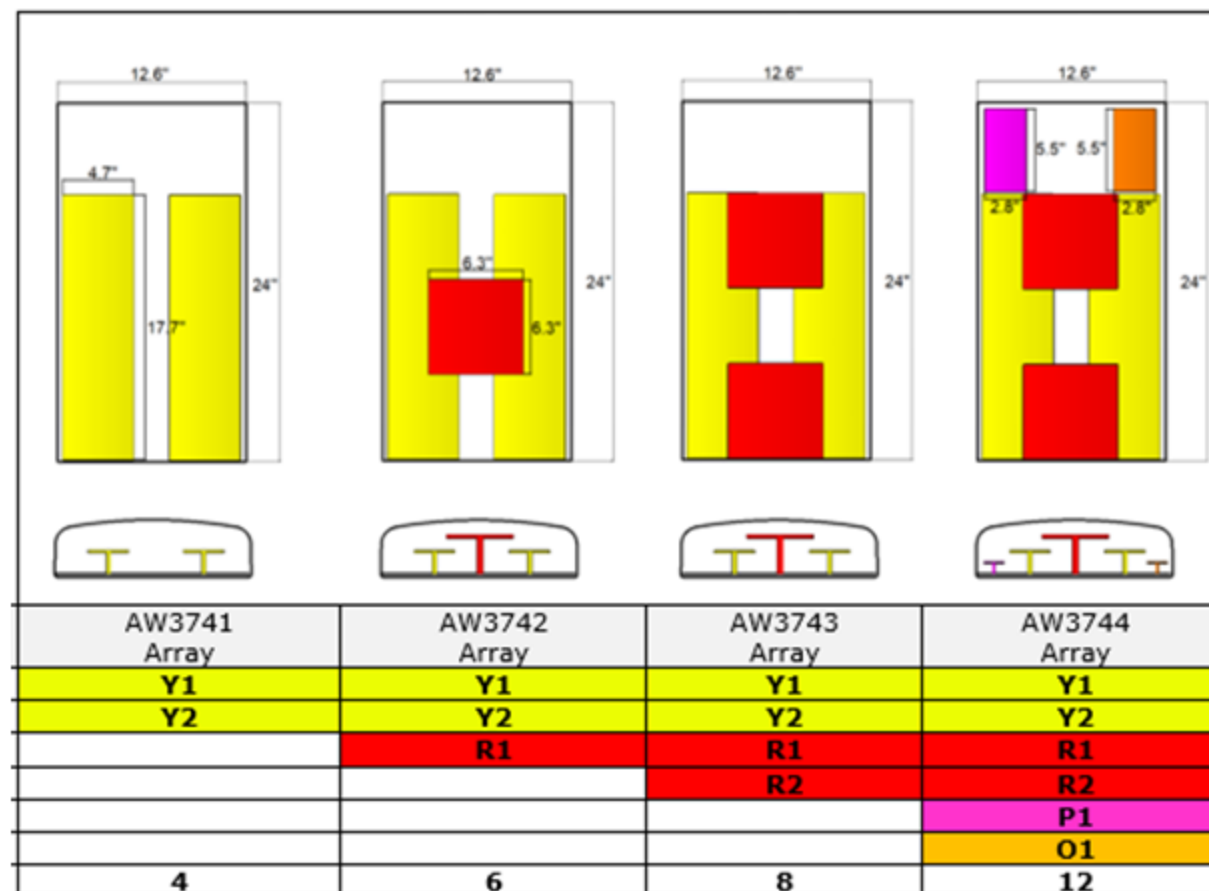 12.6"
12.6"
12.6"
12.6"
5.5"
5.5"
4.7"
2.8"
2.8"
6.3"
24"
24"
24"
24"
17.7"
6.3"
AW3741 Array
AW3742 Array
AW3743 Array
AW3744 Array
Y1 Y1 Y1 Y1
Y2 Y2 Y2 Y2
R1 R1 R1
R2 R2
P1
O1
4 6 8 12